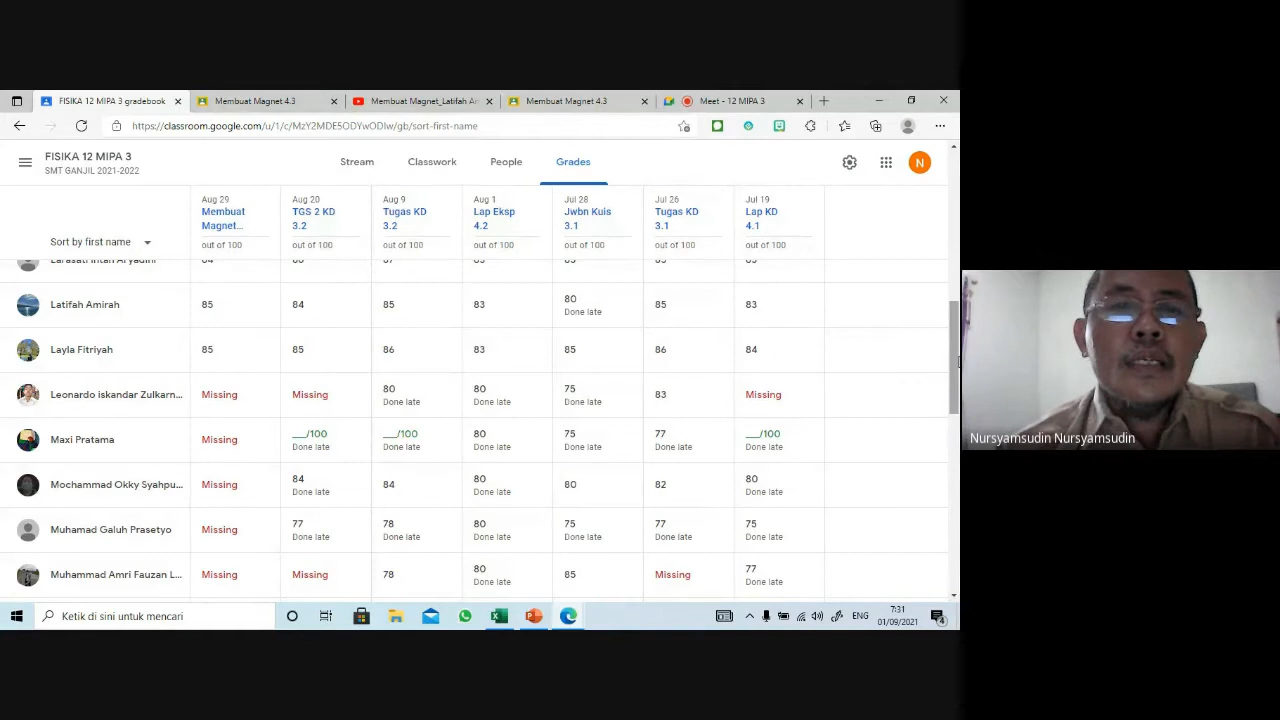 FISIKA 12 MIPA 3 gradebook
Membuat Magnet 4.3
Membuat Magnet_Latifah Ar
Membuat Magnet 4.3
Meet - 12 MIPA 3
https://classroom.google.com/u/1/c/MzY2MDE5ODYwODIw/gb/sort-first-name
FISIKA 12 MIPA 3
SMT GANJIL 2021-2022
Stream
Classwork
People
Grades
N
Sort by first name
Aug 29
Membuat
Magnet...
out of 100
Aug 20
TGS 2 KD
3.2
out of 100
Aug 9
Tugas KD
3.2
out of 100
Aug 1
Lap Eksp
4.2
out of 100
Jul 28
Jwbn Kuis
3.1
out of 100
Jul 26
Tugas KD
3.1
out of 100
Jul 19
Lap KD
4.1
out of 100
Larasati Intan Aryadini
Latifah Amirah 85 84 85 83 80 85 83
Done late
Layla Fitriyah 85 85 86 83 85 86 84
Leonardo iskandar Zulkarn... Missing Missing 80 80 75 83 Missing
Done late Done late Done late
Maxi Pratama Missing ___/100 ___/100 80 75 77 ___/100
Done late Done late Done late Done late Done late Done late
Mochammad Okky Syahpu... Missing 84 84 80 80 82 80
Done late Done late Done late
Muhamad Galuh Prasetyo Missing 77 78 80 75 77 75
Done late Done late Done late Done late Done late Done late
Muhammad Amri Fauzan L... Missing Missing 78 80 85 Missing 77
Done late Done late
Nursyamsudin Nursyamsudin
Ketik di sini untuk mencari
ENG
7:31
01/09/2021
4